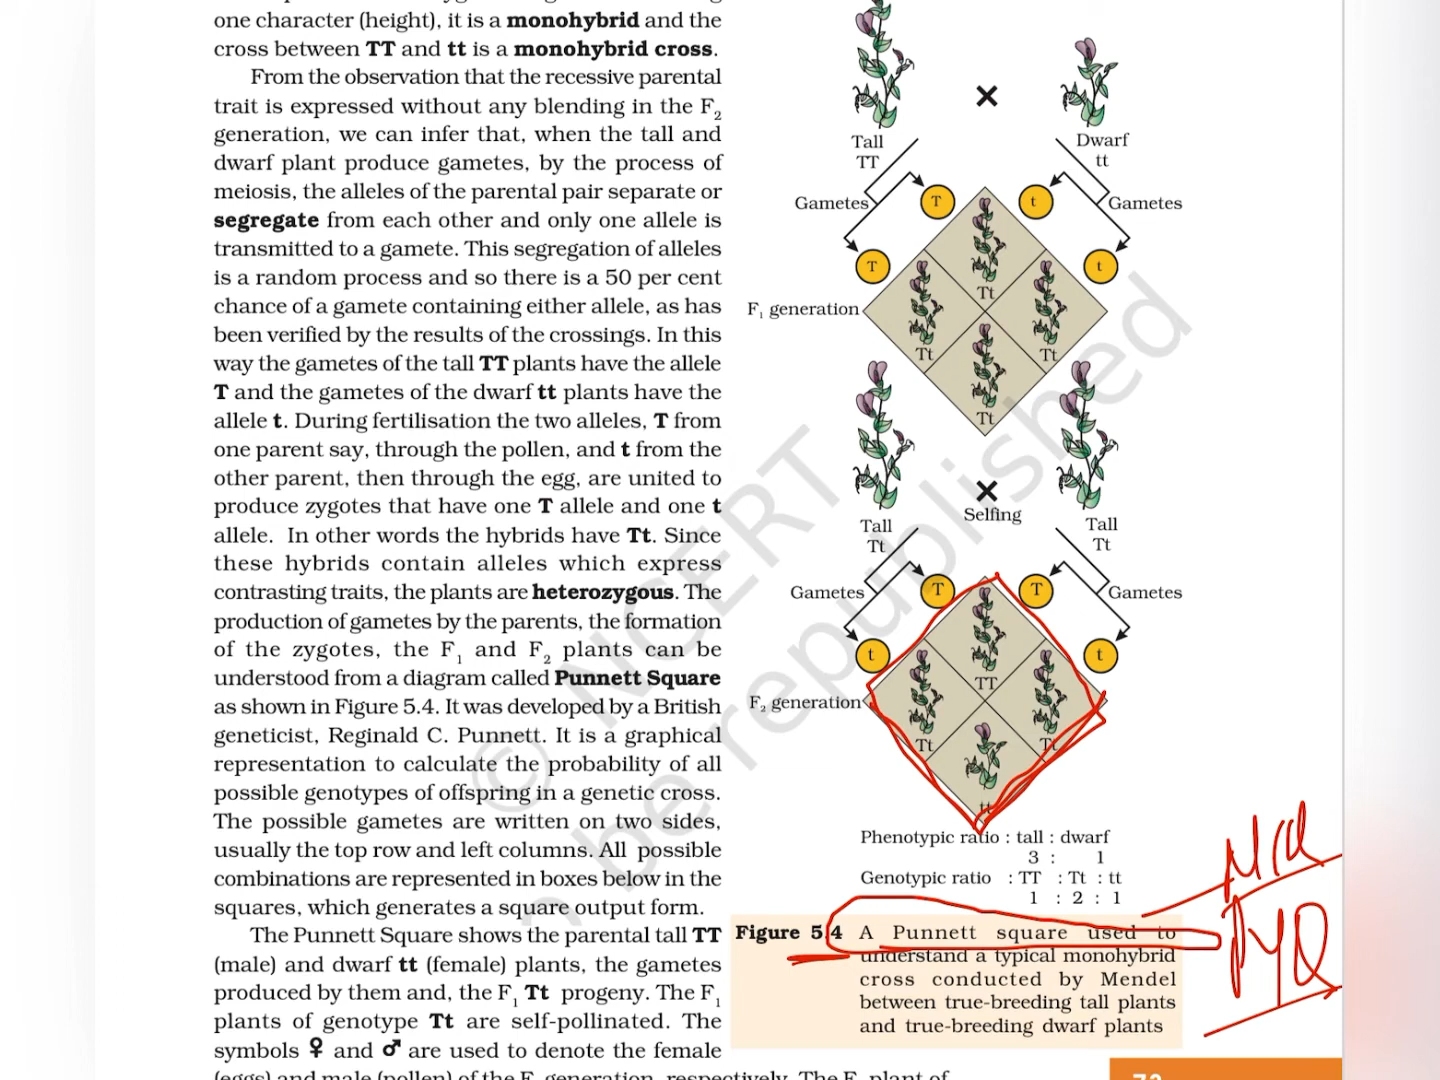 one character (height), it is a monohybrid and the
cross between TT and tt is a monohybrid cross.
From the observation that the recessive parental
trait is expressed without any blending in the F2
generation, we can infer that, when the tall and
dwarf plant produce gametes, by the process of
meiosis, the alleles of the parental pair separate or
segregate from each other and only one allele is
transmitted to a gamete. This segregation of alleles
is a random process and so there is a 50 per cent
chance of a gamete containing either allele, as has
been verified by the results of the crossings. In this
way the gametes of the tall TT plants have the allele
T and the gametes of the dwarf tt plants have the
allele t. During fertilisation the two alleles, T from
one parent say, through the pollen, and t from the
other parent, then through the egg, are united to
produce zygotes that have one T allele and one t
allele. In other words the hybrids have Tt. Since
these hybrids contain alleles which express
contrasting traits, the plants are heterozygous. The
production of gametes by the parents, the formation
of the zygotes, the F1 and F2 plants can be
understood from a diagram called Punnett Square
as shown in Figure 5.4. It was developed by a British
geneticist, Reginald C. Punnett. It is a graphical
representation to calculate the probability of all
possible genotypes of offspring in a genetic cross.
The possible gametes are written on two sides,
usually the top row and left columns. All possible
combinations are represented in boxes below in the
squares, which generates a square output form.
The Punnett Square shows the parental tall TT
(male) and dwarf tt (female) plants, the gametes
produced by them and, the F1 Tt progeny. The F1
plants of genotype Tt are self-pollinated. The
symbols ♀ and ♂ are used to denote the female
(eggs) and male (pollen) of the F1 generation, respectively. The F1 plant of
×
Tall
TT
Dwarf
tt
Gametes
T
t
Gametes
T
t
Tt
F1 generation
Tt
Tt
Tt
×
Selfing
Tall
Tt
Tall
Tt
Gametes
T
T
Gametes
t
t
TT
F2 generation
Tt
Tt
tt
Phenotypic ratio : tall : dwarf
3 : 1
Genotypic ratio : TT : Tt : tt
1 : 2 : 1
Figure 5.4 A Punnett square used to
understand a typical monohybrid
cross conducted by Mendel
between true-breeding tall plants
and true-breeding dwarf plants
PYQ
© NCERT
be republished